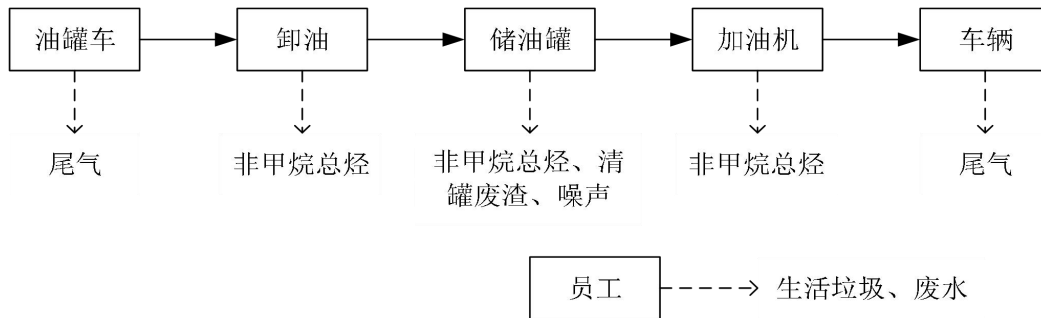 油罐车
卸油
储油罐
加油机
车辆
尾气
非甲烷总烃
非甲烷总烃、清
罐废渣、噪声
非甲烷总烃
尾气
员工
生活垃圾、废水